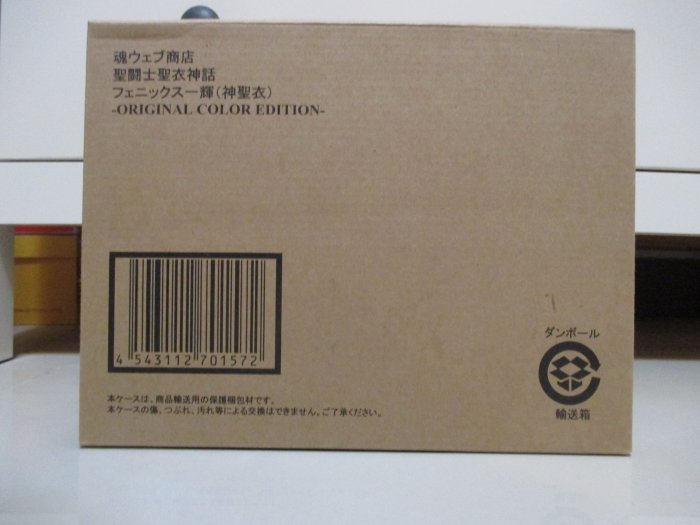 魂ウェブ商店
聖闘士聖衣神話
フェニックス一輝(神聖衣)
-ORIGINAL COLOR EDITION-
4 543112 701572
本ケースは、商品輸送用の保護梱包材です。
本ケースの傷、つぶれ、汚れ等による交換はできません。ご了承ください。
ダンボール
輸送箱